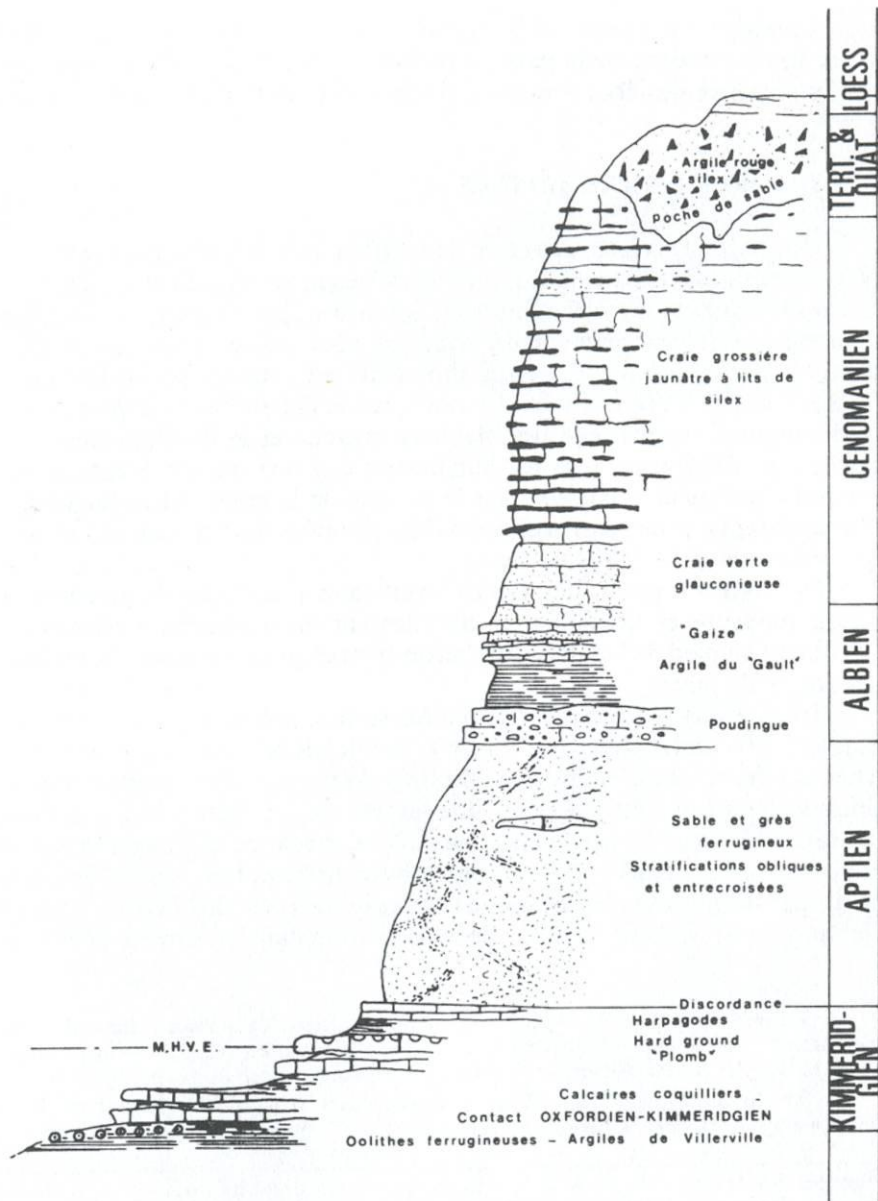 LOESS
TERT. & QUAT
Argile rouge
à silex
poche de sable
CENOMANIEN
Craie grossière
jaunâtre à lits de
silex
Craie verte
glauconieuse
ALBIEN
"Gaize"
Argile du "Gault"
Poudingue
APTIEN
Sable et grès
ferrugineux
Stratifications obliques
et entrecroisées
KIMMERID-
GIEN
Discordance
Harpagodes
M.H.V.E.
Hard ground
"Plomb"
Calcaires coquilliers
Contact OXFORDIEN-KIMMERIDGIEN
Oolithes ferrugineuses – Argiles de Villerville